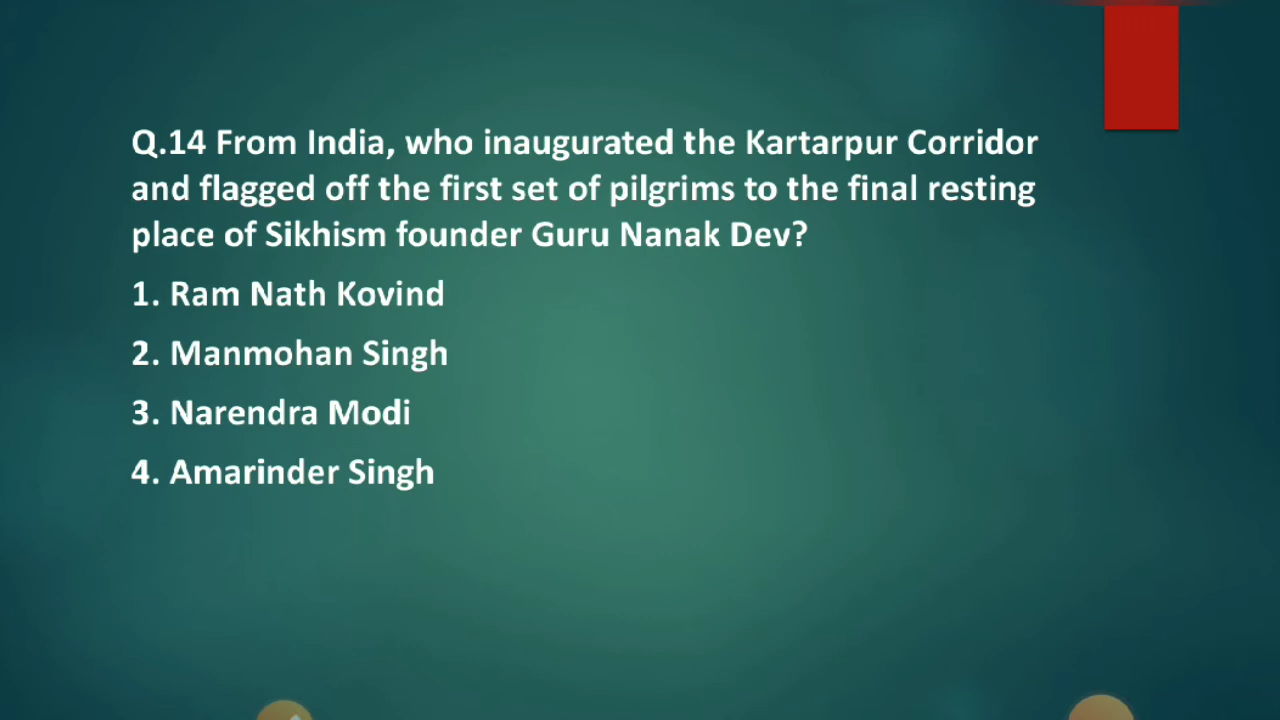 Q.14 From India, who inaugurated the Kartarpur Corridor
and flagged off the first set of pilgrims to the final resting
place of Sikhism founder Guru Nanak Dev?
1. Ram Nath Kovind
2. Manmohan Singh
3. Narendra Modi
4. Amarinder Singh